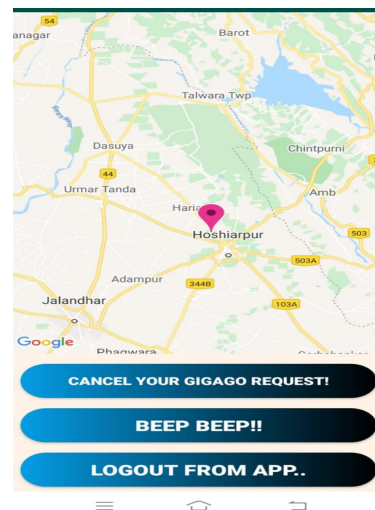 54
anagar
Barot
Talwara Twp
Dasuya
Chintpurni
44
Urmar Tanda
Amb
Haria
Hoshiarpur
503
503A
Adampur
344B
Jalandhar
103A
Google
Phagwara
Garhshankar
CANCEL YOUR GIGAGO REQUEST!
BEEP BEEP!!
LOGOUT FROM APP..